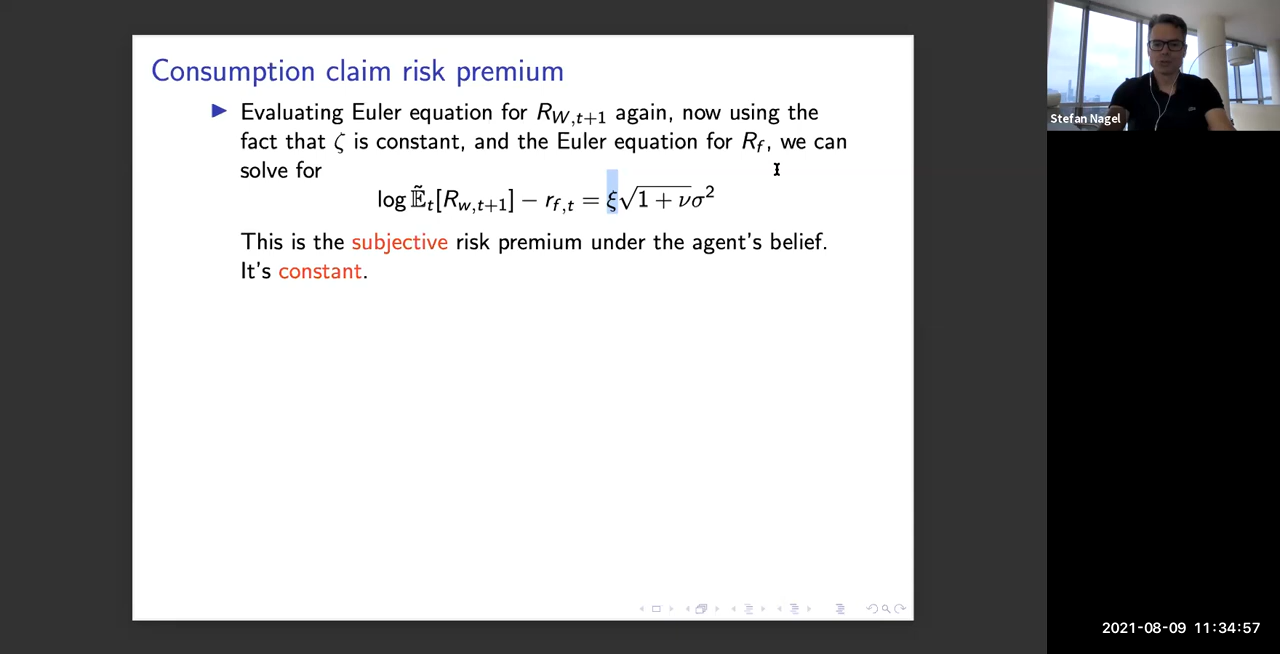 Consumption claim risk premium
Evaluating Euler equation for R_{W,t+1} again, now using the
fact that ζ is constant, and the Euler equation for R_f, we can
solve for
log 𝔼̃_t[R_{w,t+1}] − r_{f,t} = ξ√(1 + ν)σ²
This is the subjective risk premium under the agent's belief.
It's constant.
Stefan Nagel
2021-08-09 11:34:57